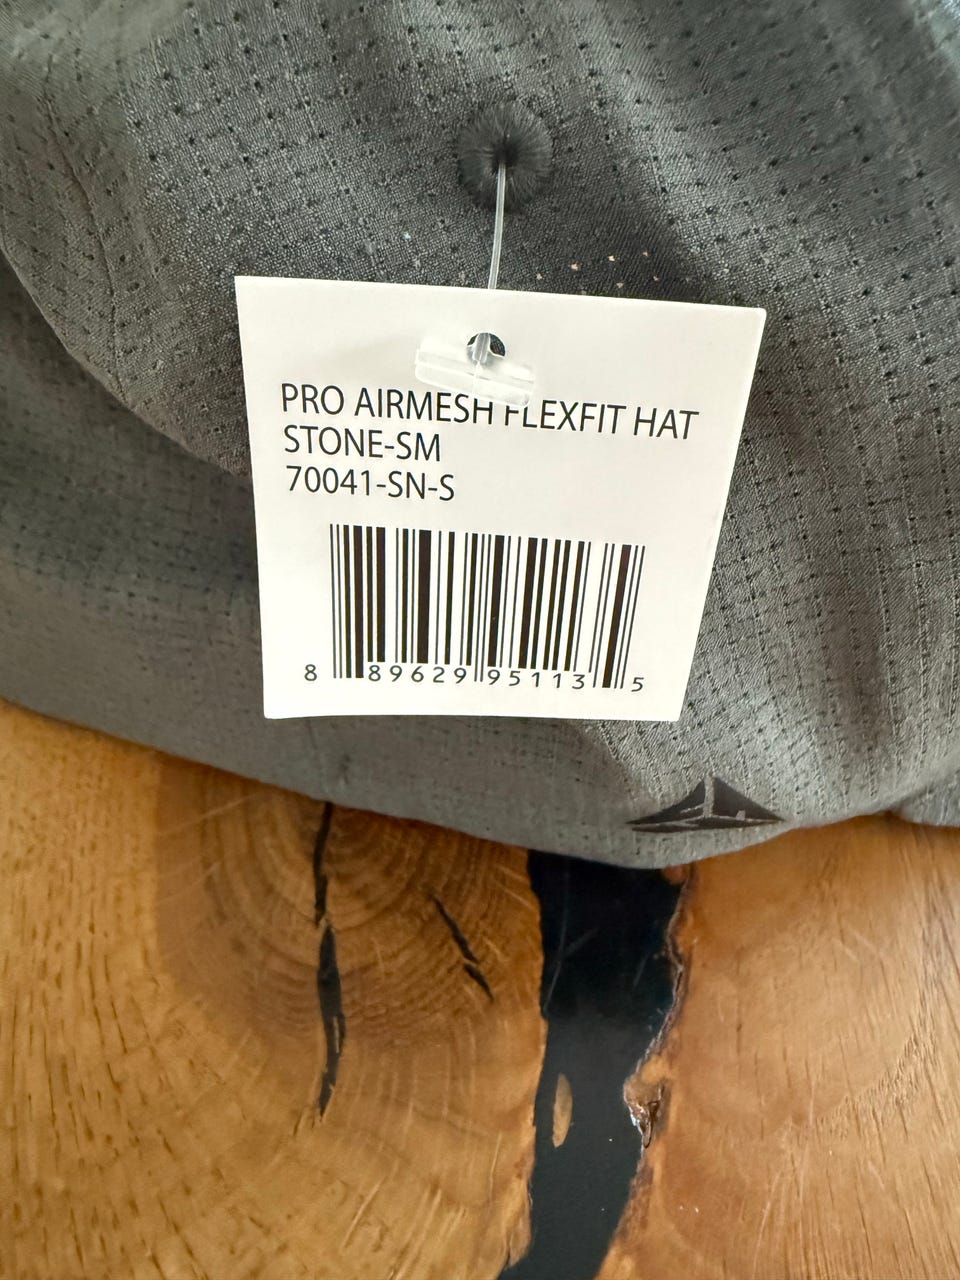 PRO AIRMESH FLEXFIT HAT
STONE-SM
70041-SN-S
8 89629 95113 5